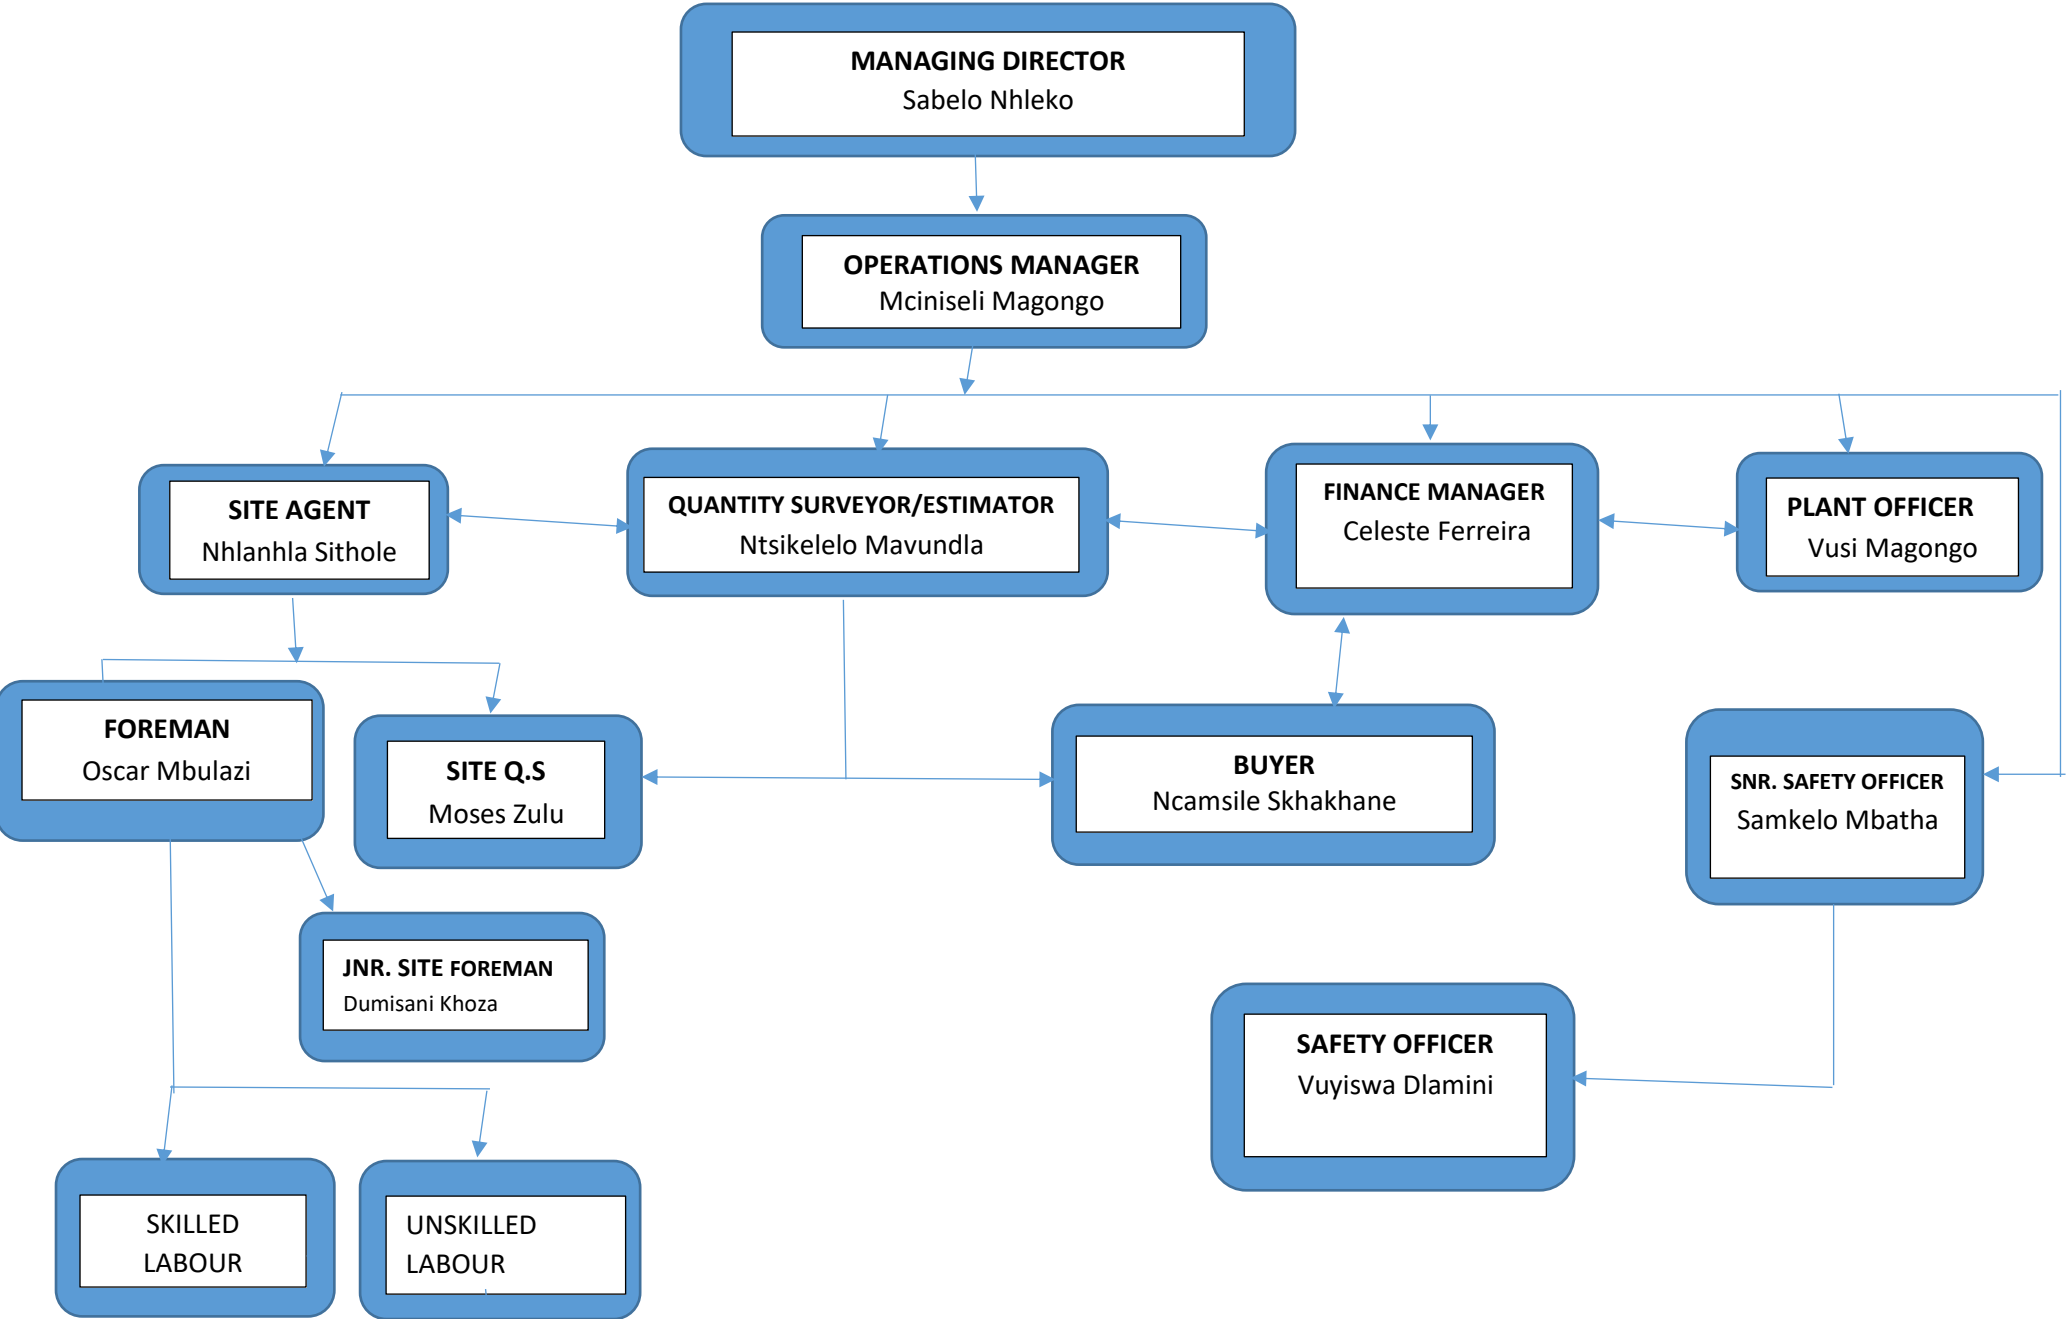 MANAGING DIRECTOR
Sabelo Nhleko
OPERATIONS MANAGER
Mciniseli Magongo
SITE AGENT
Nhlanhla Sithole
QUANTITY SURVEYOR/ESTIMATOR
Ntsikelelo Mavundla
FINANCE MANAGER
Celeste Ferreira
PLANT OFFICER
Vusi Magongo
FOREMAN
Oscar Mbulazi
SITE Q.S
Moses Zulu
BUYER
Ncamsile Skhakhane
SNR. SAFETY OFFICER
Samkelo Mbatha
JNR. SITE FOREMAN
Dumisani Khoza
SAFETY OFFICER
Vuyiswa Dlamini
SKILLED
LABOUR
UNSKILLED
LABOUR